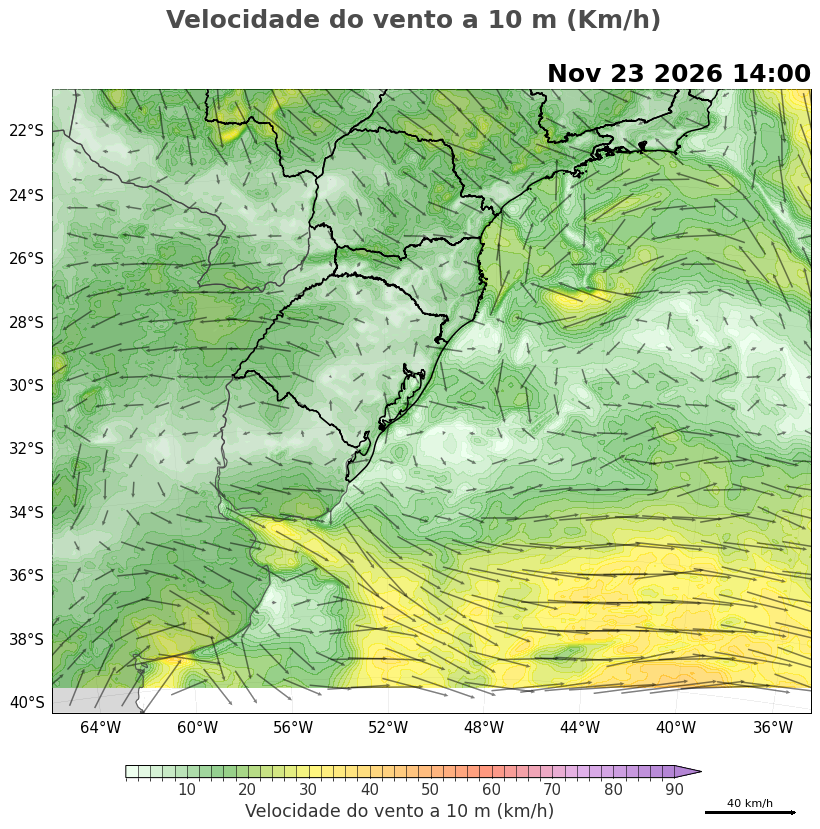 Velocidade do vento a 10 m (Km/h)
Nov 23 2026 14:00
22°S
24°S
26°S
28°S
30°S
32°S
34°S
36°S
38°S
40°S
64°W 60°W 56°W 52°W 48°W 44°W 40°W 36°W
10 20 30 40 50 60 70 80 90
Velocidade do vento a 10 m (km/h)
40 km/h